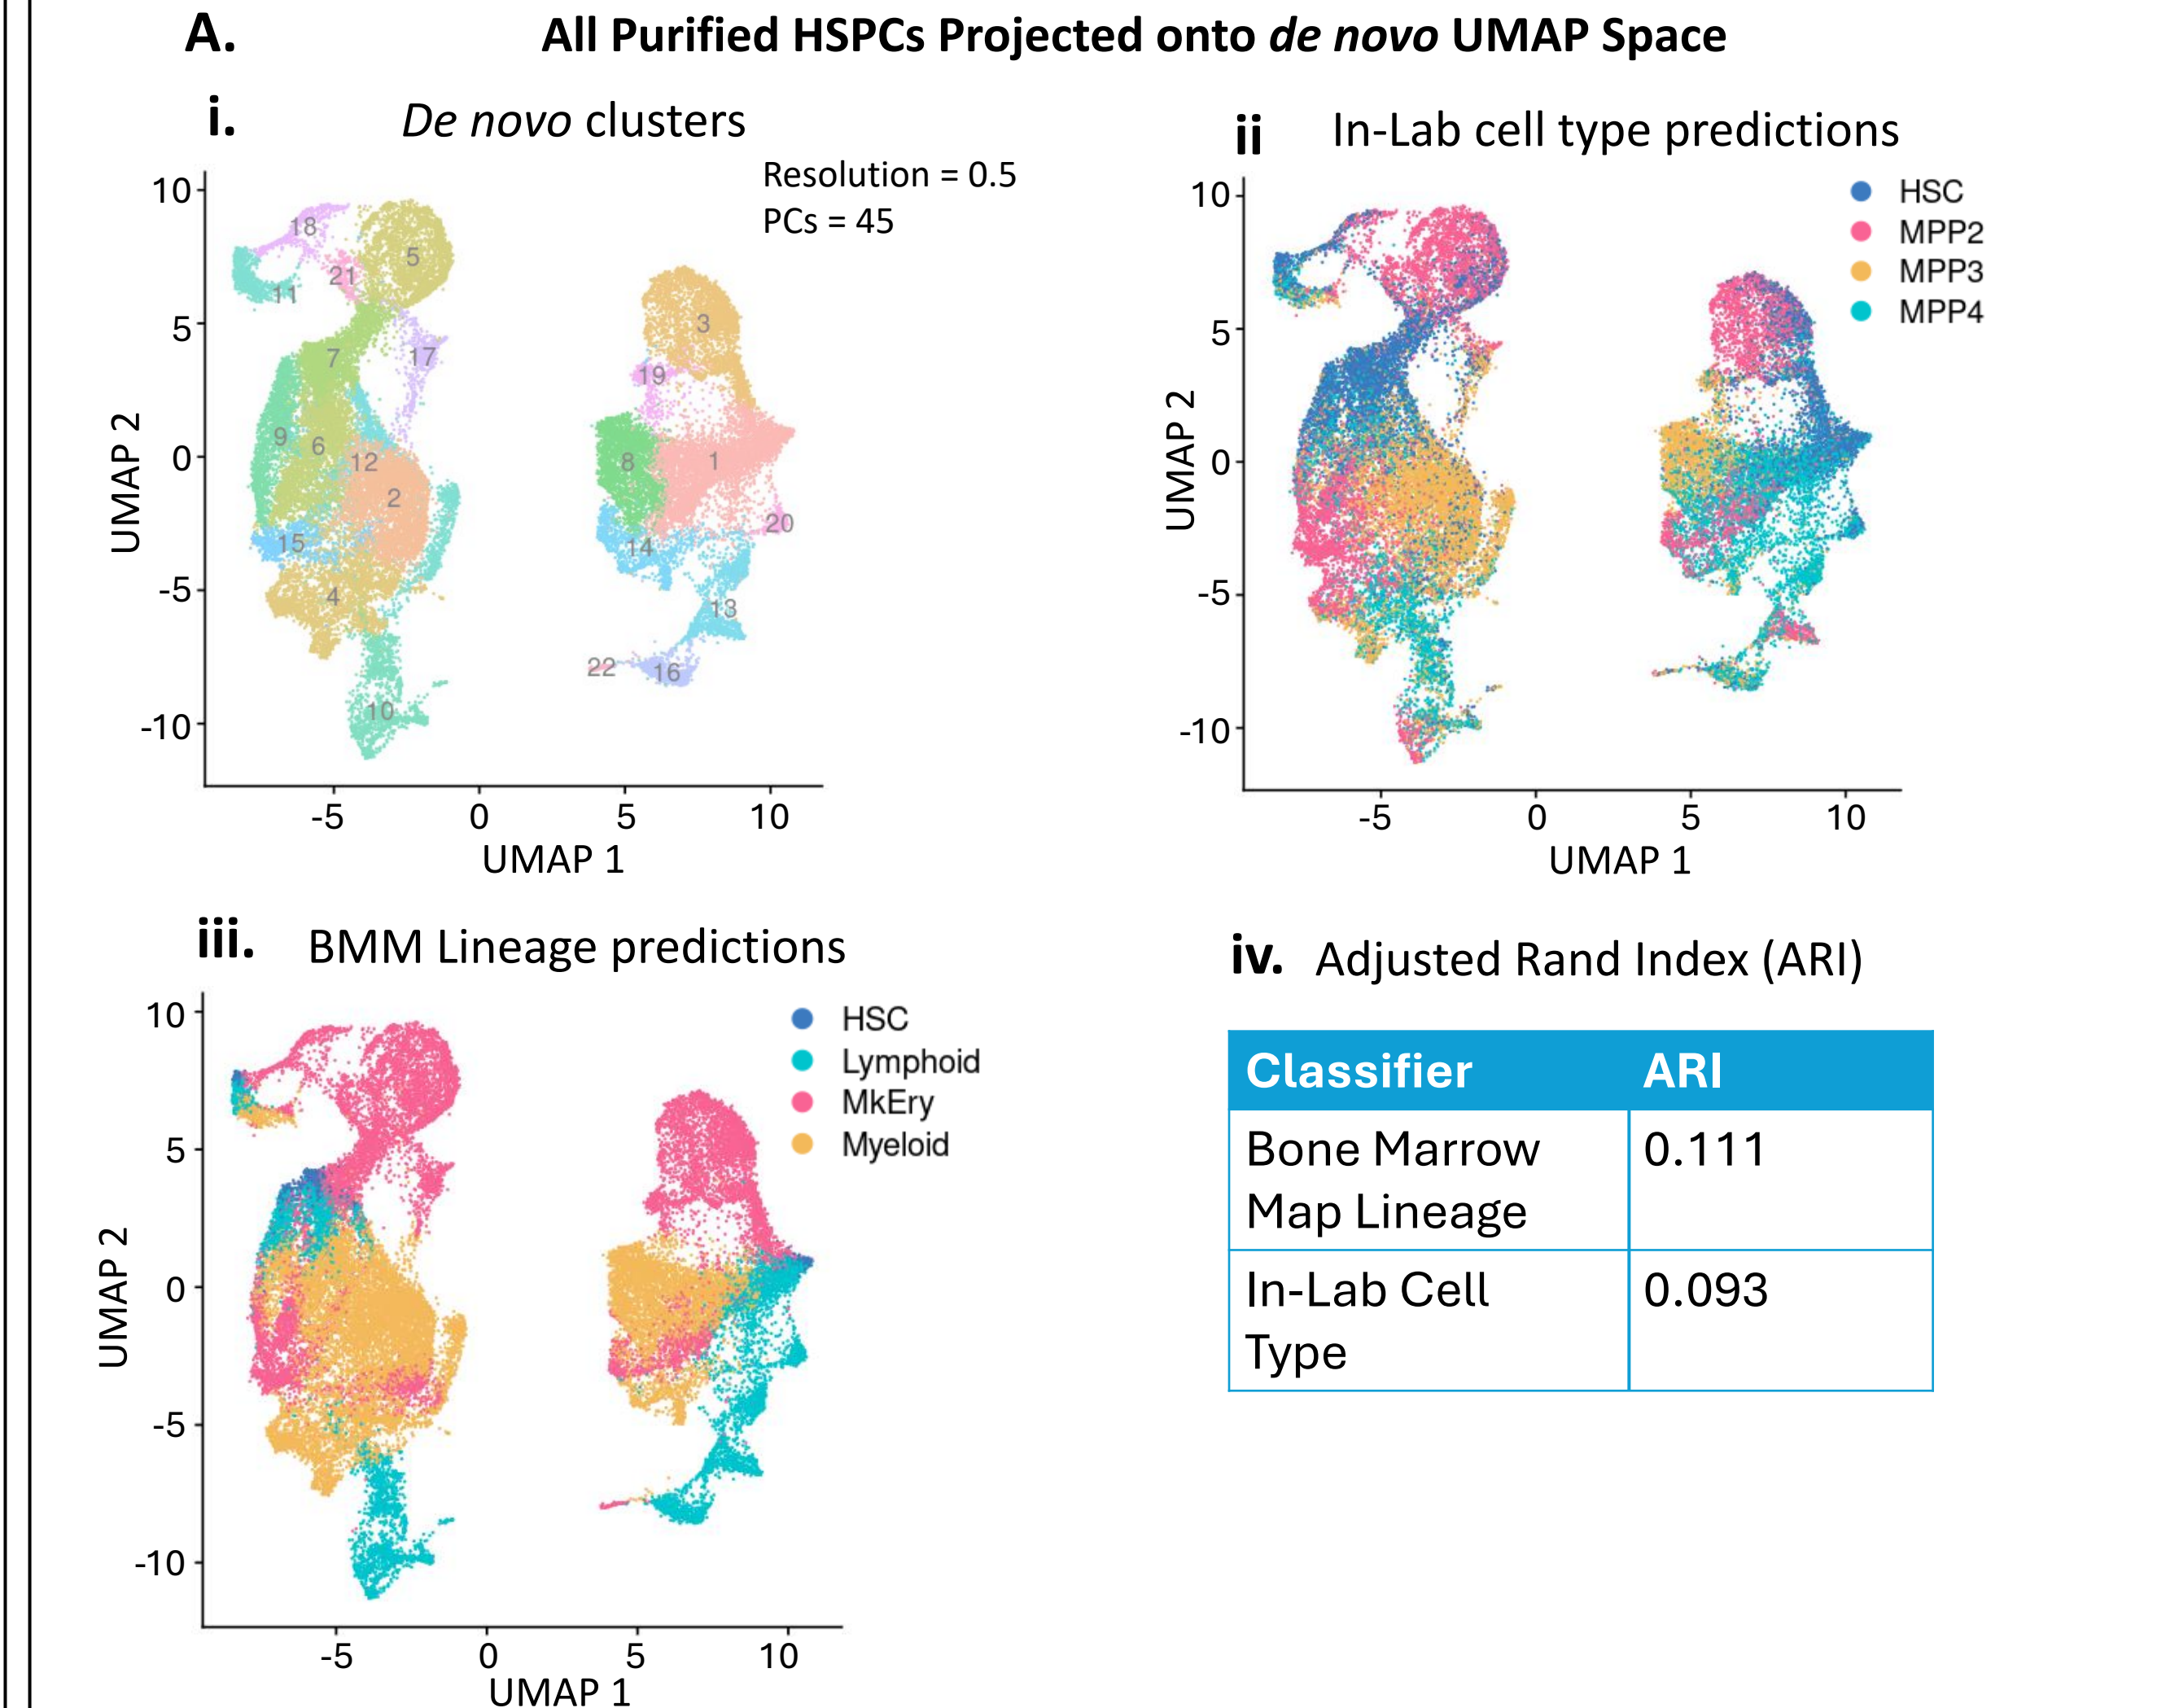 A.
All Purified HSPCs Projected onto de novo UMAP Space
i.
De novo clusters
Resolution = 0.5
PCs = 45
10
5
0
-5
-10
UMAP 2
18
5
21
11
7
17
9
6
12
2
15
4
10
3
19
8
1
20
14
13
22
16
-5
0
5
10
UMAP 1
ii
In-Lab cell type predictions
HSC
MPP2
MPP3
MPP4
10
5
0
-5
-10
UMAP 2
-5
0
5
10
UMAP 1
iii.
BMM Lineage predictions
HSC
Lymphoid
MkEry
Myeloid
10
5
0
-5
-10
UMAP 2
-5
0
5
10
UMAP 1
iv.
Adjusted Rand Index (ARI)
Classifier
ARI
Bone Marrow
Map Lineage
0.111
In-Lab Cell
Type
0.093